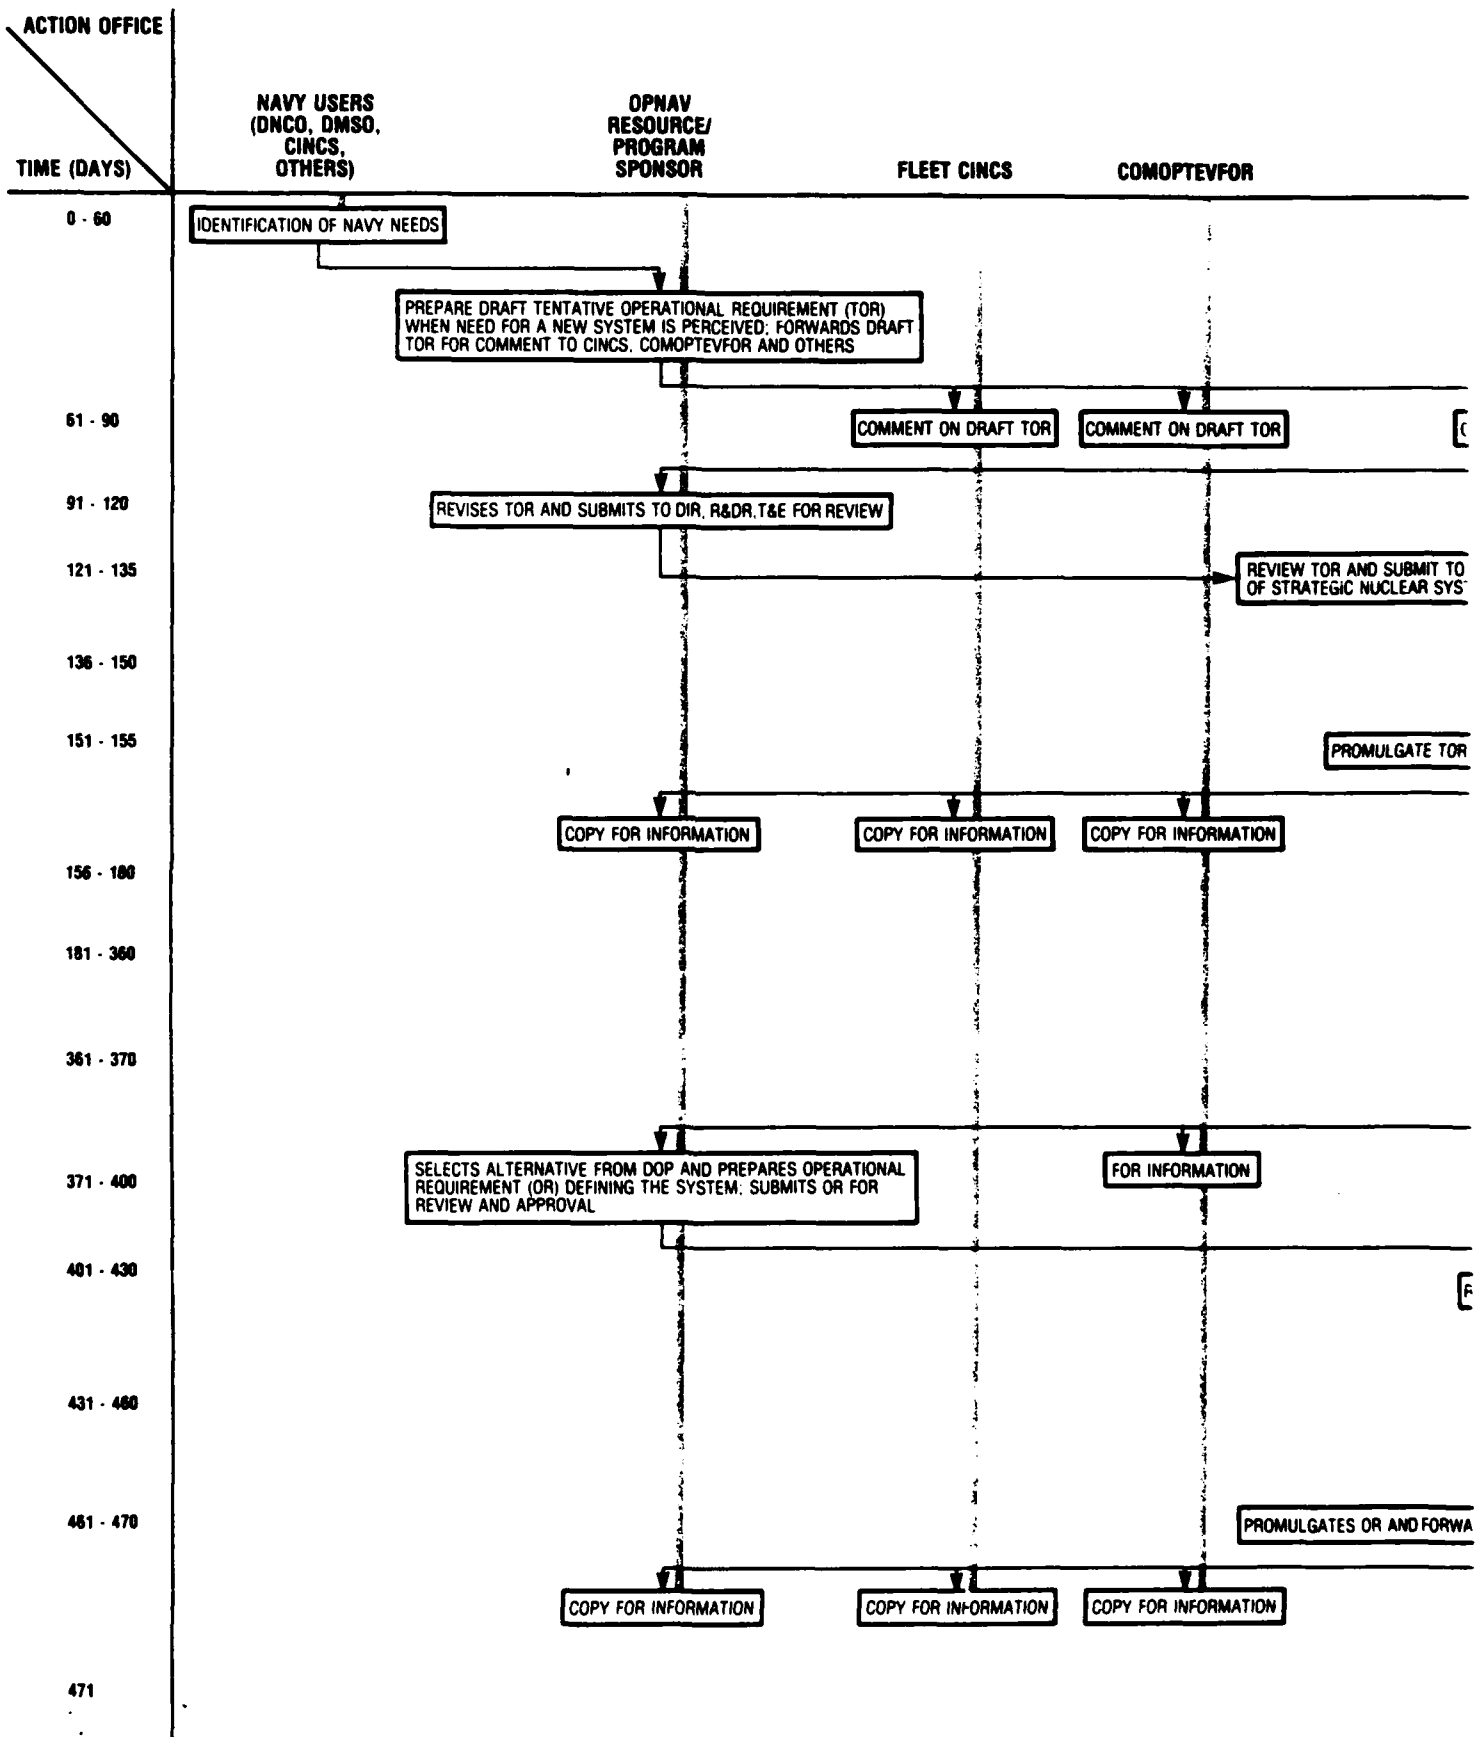 ACTION OFFICE
NAVY USERS
(DNCO, DMSO,
CINCS,
OTHERS)
OPNAV
RESOURCE/
PROGRAM
SPONSOR
FLEET CINCS
COMOPTEVFOR
TIME (DAYS)
0 - 60
IDENTIFICATION OF NAVY NEEDS
PREPARE DRAFT TENTATIVE OPERATIONAL REQUIREMENT (TOR)
WHEN NEED FOR A NEW SYSTEM IS PERCEIVED; FORWARDS DRAFT
TOR FOR COMMENT TO CINCS, COMOPTEVFOR AND OTHERS
61 - 90
COMMENT ON DRAFT TOR
COMMENT ON DRAFT TOR
91 - 120
REVISES TOR AND SUBMITS TO DIR, R&DR,T&E FOR REVIEW
121 - 135
REVIEW TOR AND SUBMIT TO
OF STRATEGIC NUCLEAR SYS
136 - 150
151 - 155
PROMULGATE TOR
COPY FOR INFORMATION
COPY FOR INFORMATION
COPY FOR INFORMATION
156 - 180
181 - 360
361 - 370
371 - 400
SELECTS ALTERNATIVE FROM DOP AND PREPARES OPERATIONAL
REQUIREMENT (OR) DEFINING THE SYSTEM; SUBMITS OR FOR
REVIEW AND APPROVAL
FOR INFORMATION
401 - 430
431 - 460
461 - 470
PROMULGATES OR AND FORWA
COPY FOR INFORMATION
COPY FOR INFORMATION
COPY FOR INFORMATION
471